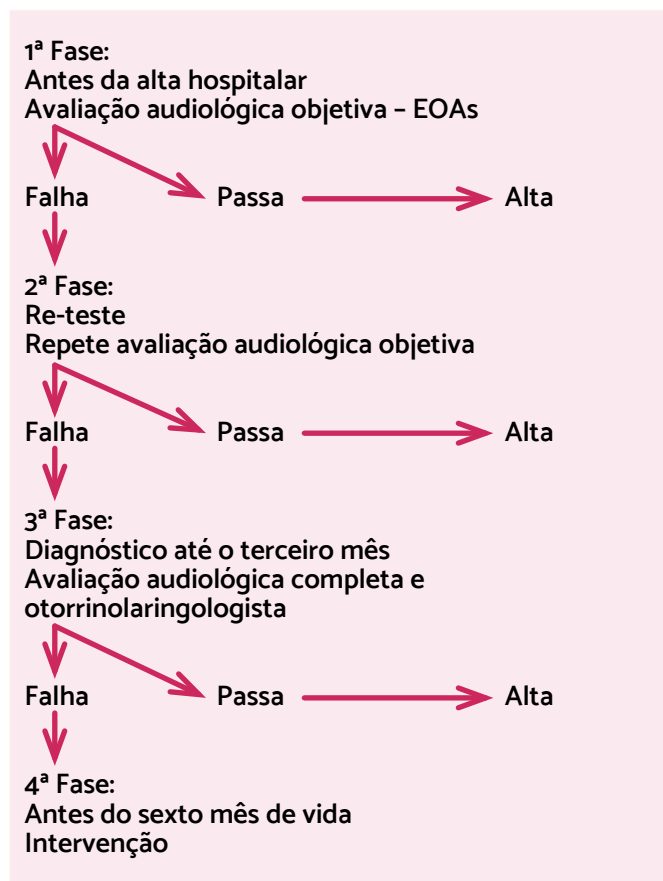 1ª Fase:
Antes da alta hospitalar
Avaliação audiológica objetiva – EOAs
Falha Passa Alta
2ª Fase:
Re-teste
Repete avaliação audiológica objetiva
Falha Passa Alta
3ª Fase:
Diagnóstico até o terceiro mês
Avaliação audiológica completa e
otorrinolaringologista
Falha Passa Alta
4ª Fase:
Antes do sexto mês de vida
Intervenção